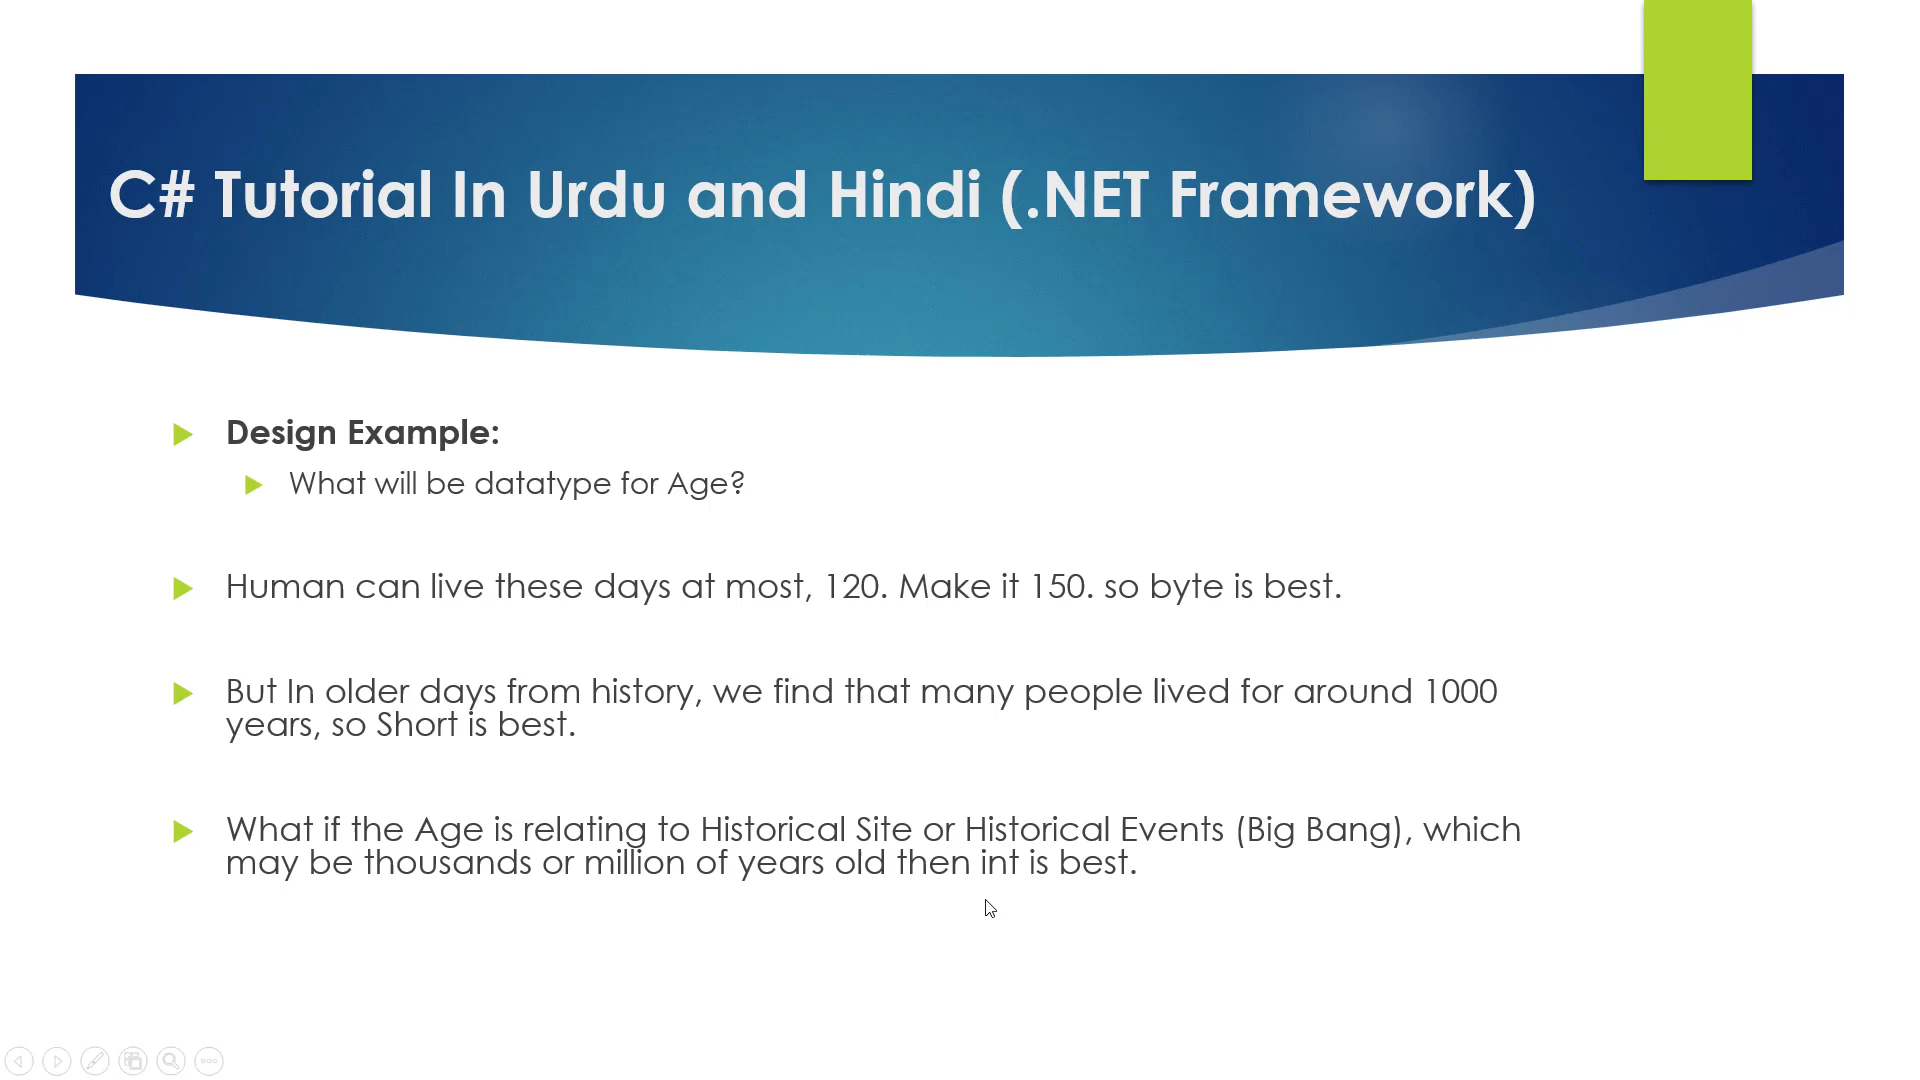 C# Tutorial In Urdu and Hindi (.NET Framework)
Design Example:
What will be datatype for Age?
Human can live these days at most, 120. Make it 150. so byte is best.
But In older days from history, we find that many people lived for around 1000
years, so Short is best.
What if the Age is relating to Historical Site or Historical Events (Big Bang), which
may be thousands or million of years old then int is best.